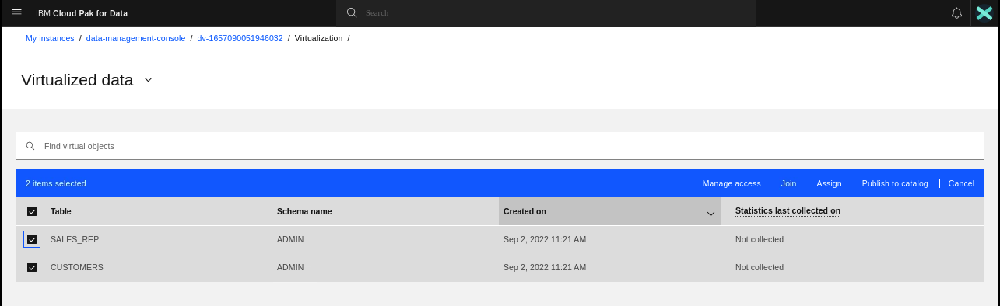 IBM Cloud Pak for Data
Search
My instances / data-management-console / dv-1657090051946032 / Virtualization /
Virtualized data
Find virtual objects
2 items selected Manage access Join Assign Publish to catalog Cancel
Table Schema name Created on Statistics last collected on
SALES_REP ADMIN Sep 2, 2022 11:21 AM Not collected
CUSTOMERS ADMIN Sep 2, 2022 11:21 AM Not collected